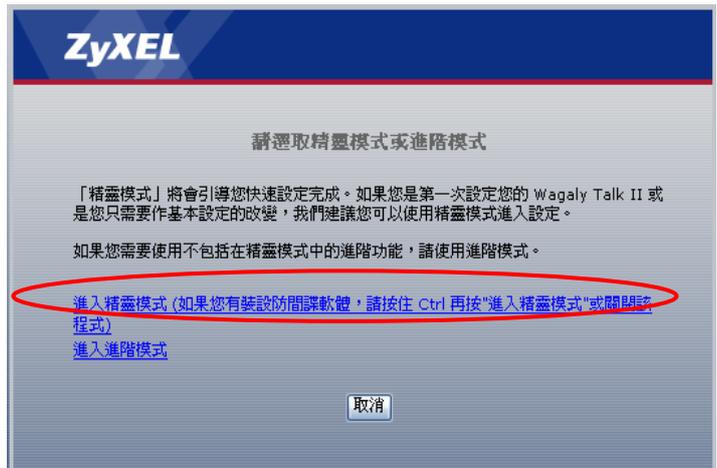 ZyXEL
請選取精靈模式或進階模式
「精靈模式」將會引導您快速設定完成。如果您是第一次設定您的 Wagaly Talk II 或
是您只需要作基本設定的改變，我們建議您可以使用精靈模式進入設定。
如果您需要使用不包括在精靈模式中的進階功能，請使用進階模式。
進入精靈模式 (如果您有裝設防間諜軟體，請按住 Ctrl 再按"進入精靈模式"或關閉該
程式)
進入進階模式
取消